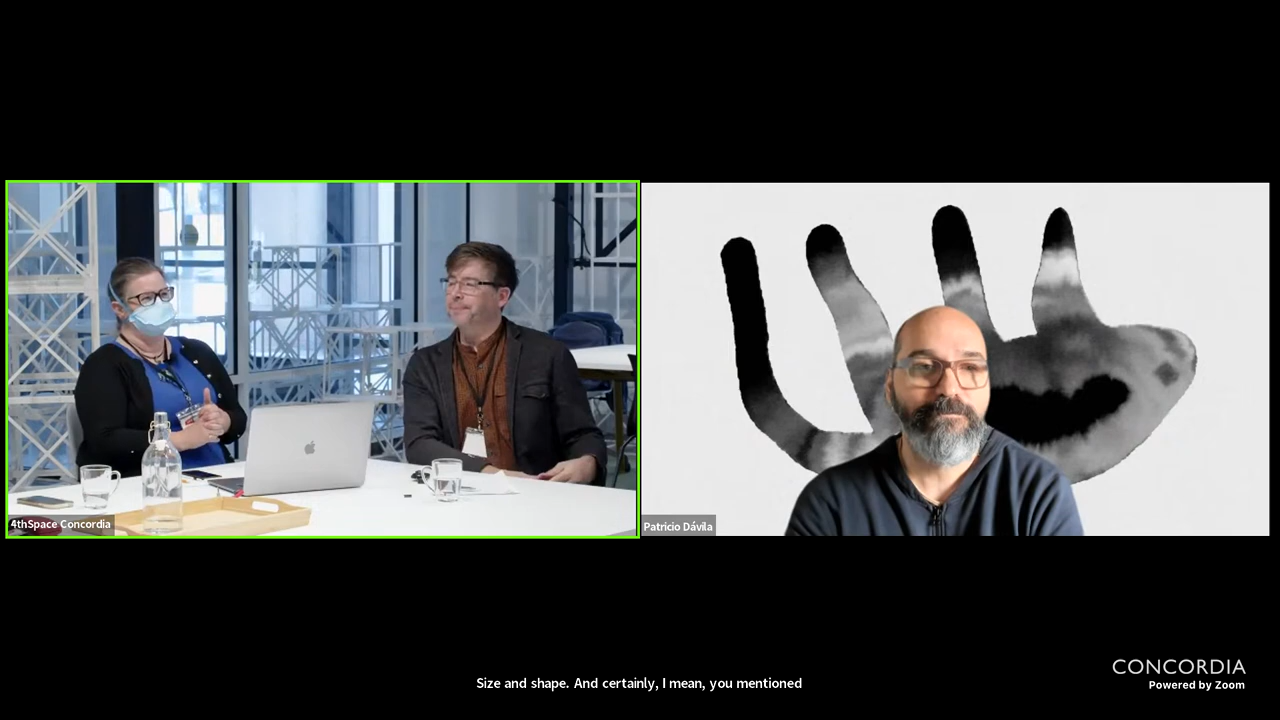 4thSpace Concordia
Patricio Dávila
Size and shape. And certainly, I mean, you mentioned
CONCORDIA
Powered by Zoom